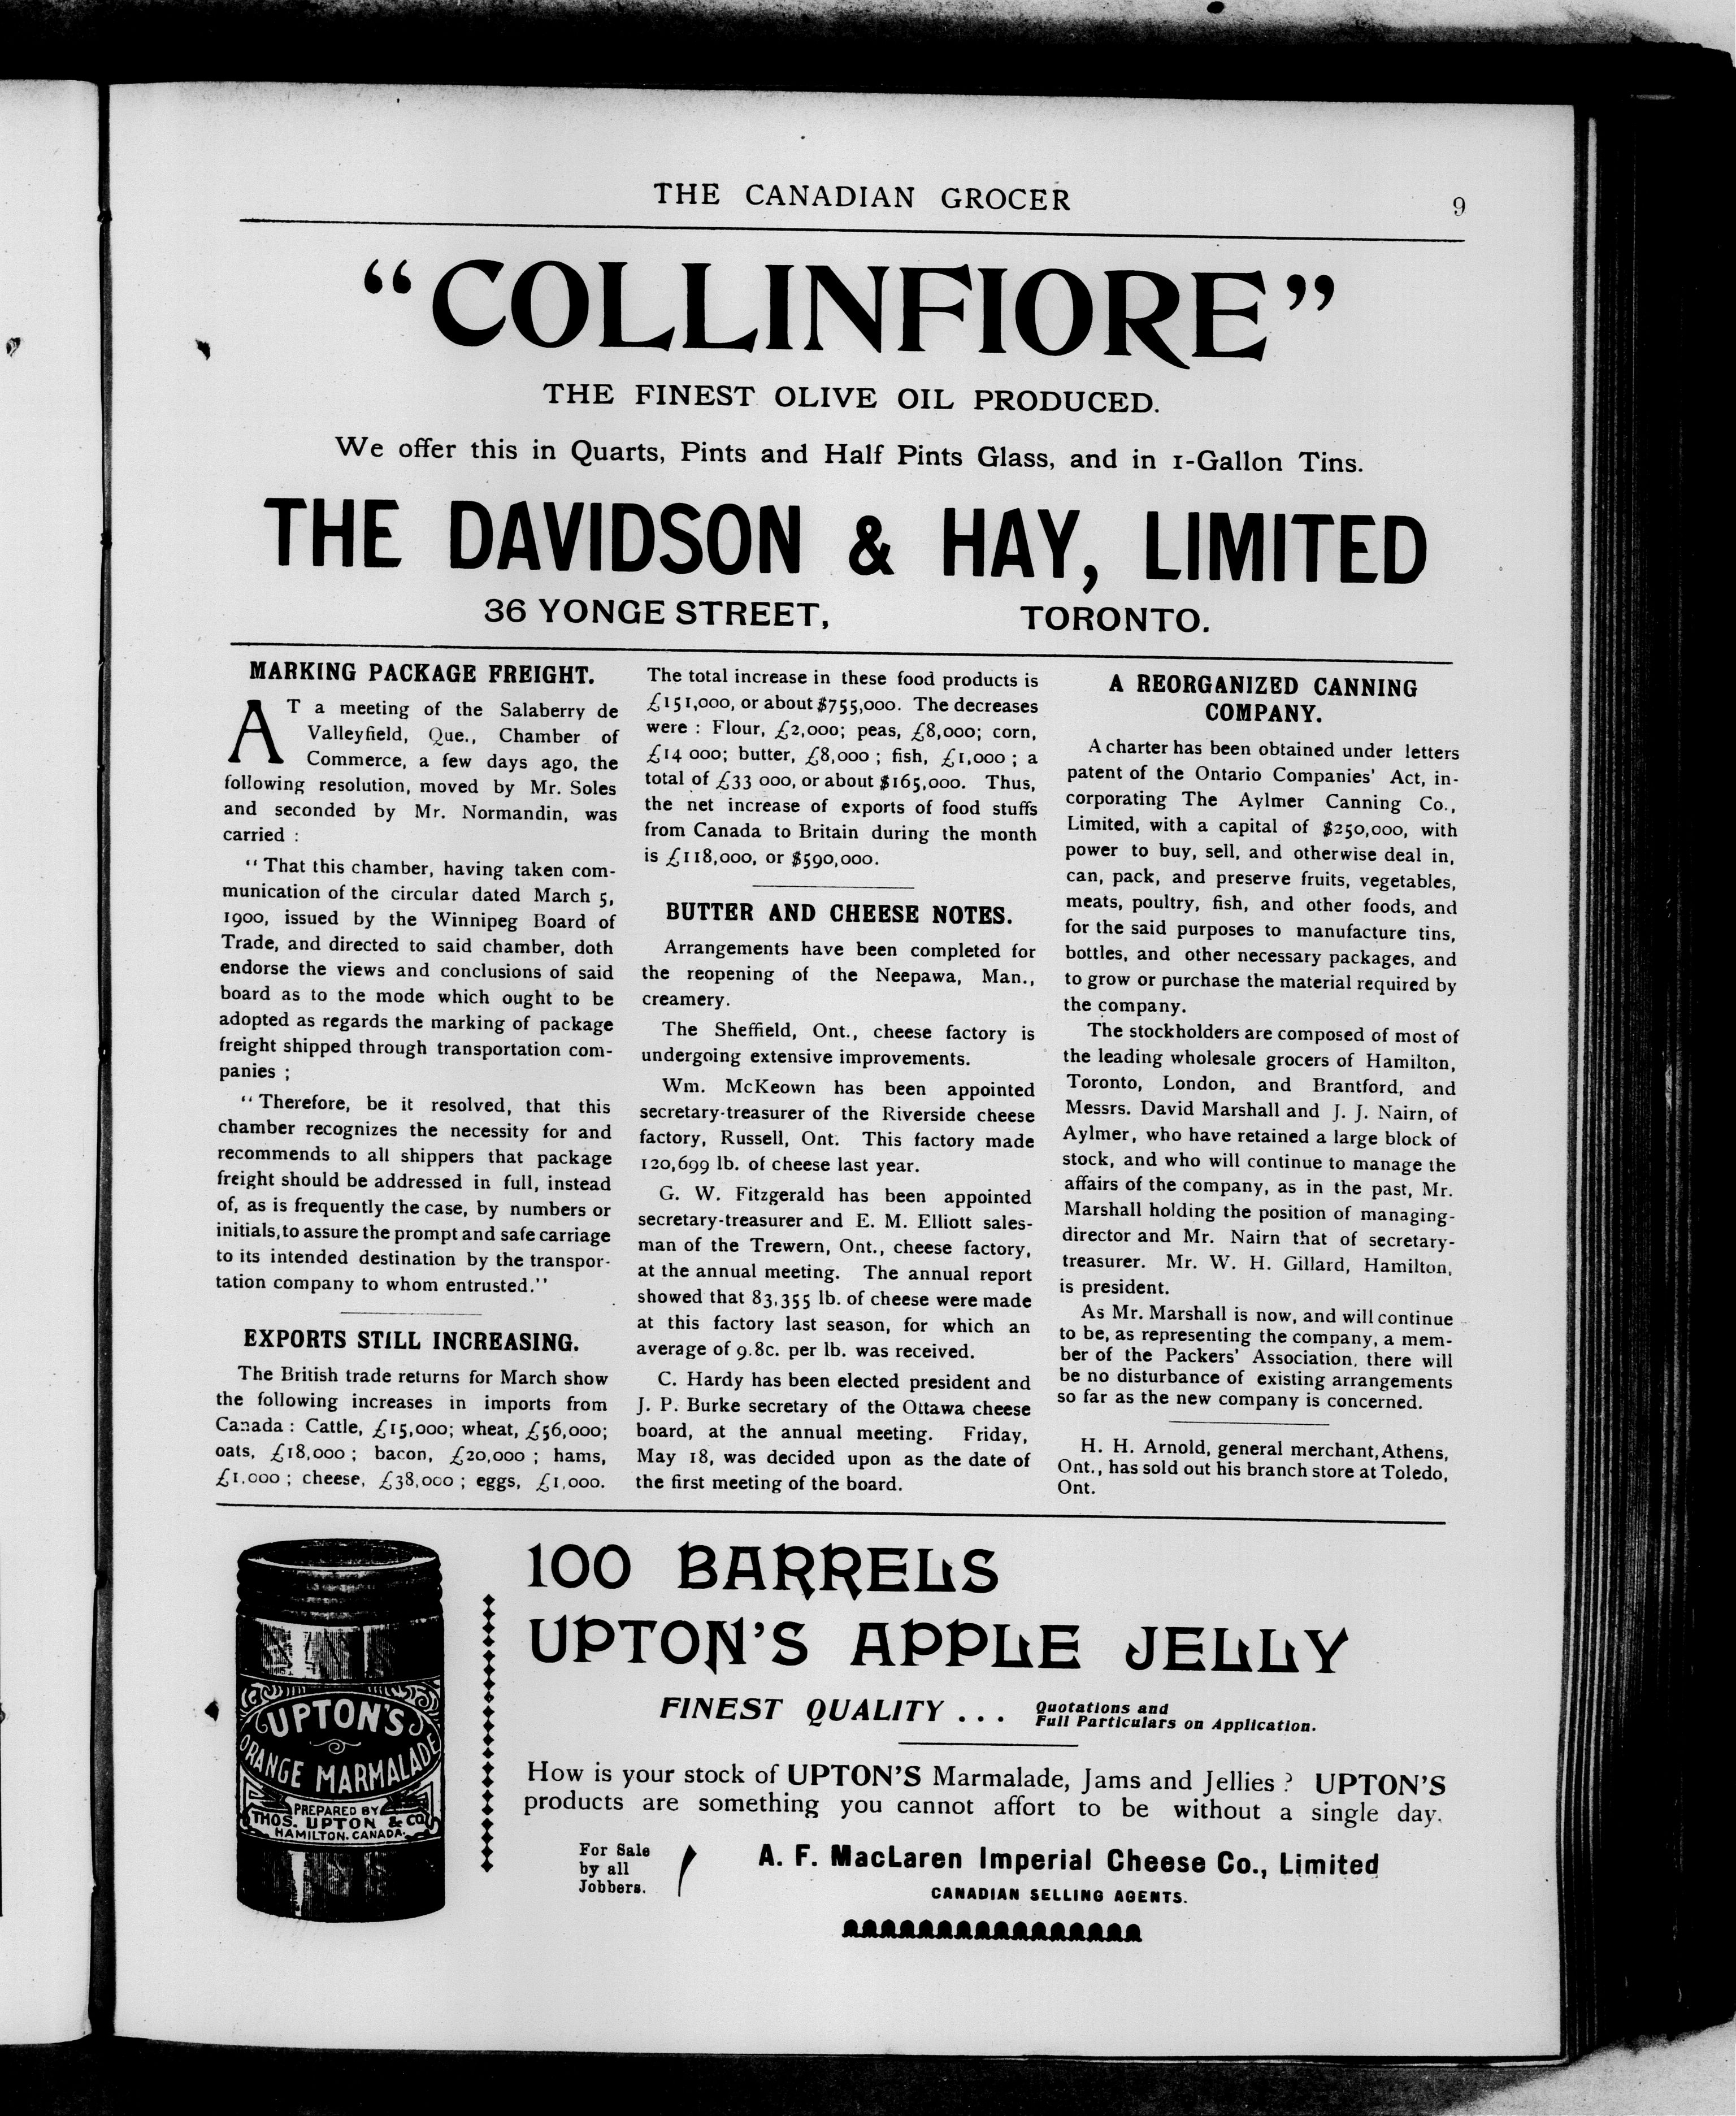 THE CANADIAN GROCER
9
“COLLINFIORE”
THE FINEST OLIVE OIL PRODUCED.
We offer this in Quarts, Pints and Half Pints Glass, and in 1-Gallon Tins.
THE DAVIDSON & HAY, LIMITED
36 YONGE STREET, TORONTO.
MARKING PACKAGE FREIGHT.
AT a meeting of the Salaberry de
Valleyfield, Que., Chamber of
Commerce, a few days ago, the
following resolution, moved by Mr. Soles
and seconded by Mr. Normandin, was
carried :
“That this chamber, having taken com-
munication of the circular dated March 5,
1900, issued by the Winnipeg Board of
Trade, and directed to said chamber, doth
endorse the views and conclusions of said
board as to the mode which ought to be
adopted as regards the marking of package
freight shipped through transportation com-
panies ;
“Therefore, be it resolved, that this
chamber recognizes the necessity for and
recommends to all shippers that package
freight should be addressed in full, instead
of, as is frequently the case, by numbers or
initials, to assure the prompt and safe carriage
to its intended destination by the transpor-
tation company to whom entrusted.”
EXPORTS STILL INCREASING.
The British trade returns for March show
the following increases in imports from
Canada : Cattle, £15,000; wheat, £56,000;
oats, £18,000 ; bacon, £20,000 ; hams,
£1,000 ; cheese, £38,000 ; eggs, £1,000.
The total increase in these food products is
£151,000, or about $755,000. The decreases
were : Flour, £2,000; peas, £8,000; corn,
£14 000; butter, £8,000 ; fish, £1,000 ; a
total of £33 000, or about $165,000. Thus,
the net increase of exports of food stuffs
from Canada to Britain during the month
is £118,000, or $590,000.
BUTTER AND CHEESE NOTES.
Arrangements have been completed for
the reopening of the Neepawa, Man.,
creamery.
The Sheffield, Ont., cheese factory is
undergoing extensive improvements.
Wm. McKeown has been appointed
secretary-treasurer of the Riverside cheese
factory, Russell, Ont. This factory made
120,699 lb. of cheese last year.
G. W. Fitzgerald has been appointed
secretary-treasurer and E. M. Elliott sales-
man of the Trewern, Ont., cheese factory,
at the annual meeting. The annual report
showed that 83,355 lb. of cheese were made
at this factory last season, for which an
average of 9.8c. per lb. was received.
C. Hardy has been elected president and
J. P. Burke secretary of the Ottawa cheese
board, at the annual meeting. Friday,
May 18, was decided upon as the date of
the first meeting of the board.
A REORGANIZED CANNING
COMPANY.
A charter has been obtained under letters
patent of the Ontario Companies' Act, in-
corporating The Aylmer Canning Co.,
Limited, with a capital of $250,000, with
power to buy, sell, and otherwise deal in,
can, pack, and preserve fruits, vegetables,
meats, poultry, fish, and other foods, and
for the said purposes to manufacture tins,
bottles, and other necessary packages, and
to grow or purchase the material required by
the company.
The stockholders are composed of most of
the leading wholesale grocers of Hamilton,
Toronto, London, and Brantford, and
Messrs. David Marshall and J. J. Nairn, of
Aylmer, who have retained a large block of
stock, and who will continue to manage the
affairs of the company, as in the past, Mr.
Marshall holding the position of managing-
director and Mr. Nairn that of secretary-
treasurer. Mr. W. H. Gillard, Hamilton,
is president.
As Mr. Marshall is now, and will continue
to be, as representing the company, a mem-
ber of the Packers' Association, there will
be no disturbance of existing arrangements
so far as the new company is concerned.
H. H. Arnold, general merchant, Athens,
Ont., has sold out his branch store at Toledo,
Ont.
UPTON'S
ORANGE MARMALADE
PREPARED BY
THOS. UPTON & CO
HAMILTON. CANADA.
100 BARRELS
UPTON'S APPLE JELLY
FINEST QUALITY . . .
Quotations and
Full Particulars on Application.
How is your stock of UPTON'S Marmalade, Jams and Jellies ? UPTON'S
products are something you cannot affort to be without a single day.
For Sale
by all
Jobbers.
A. F. MacLaren Imperial Cheese Co., Limited
CANADIAN SELLING AGENTS.